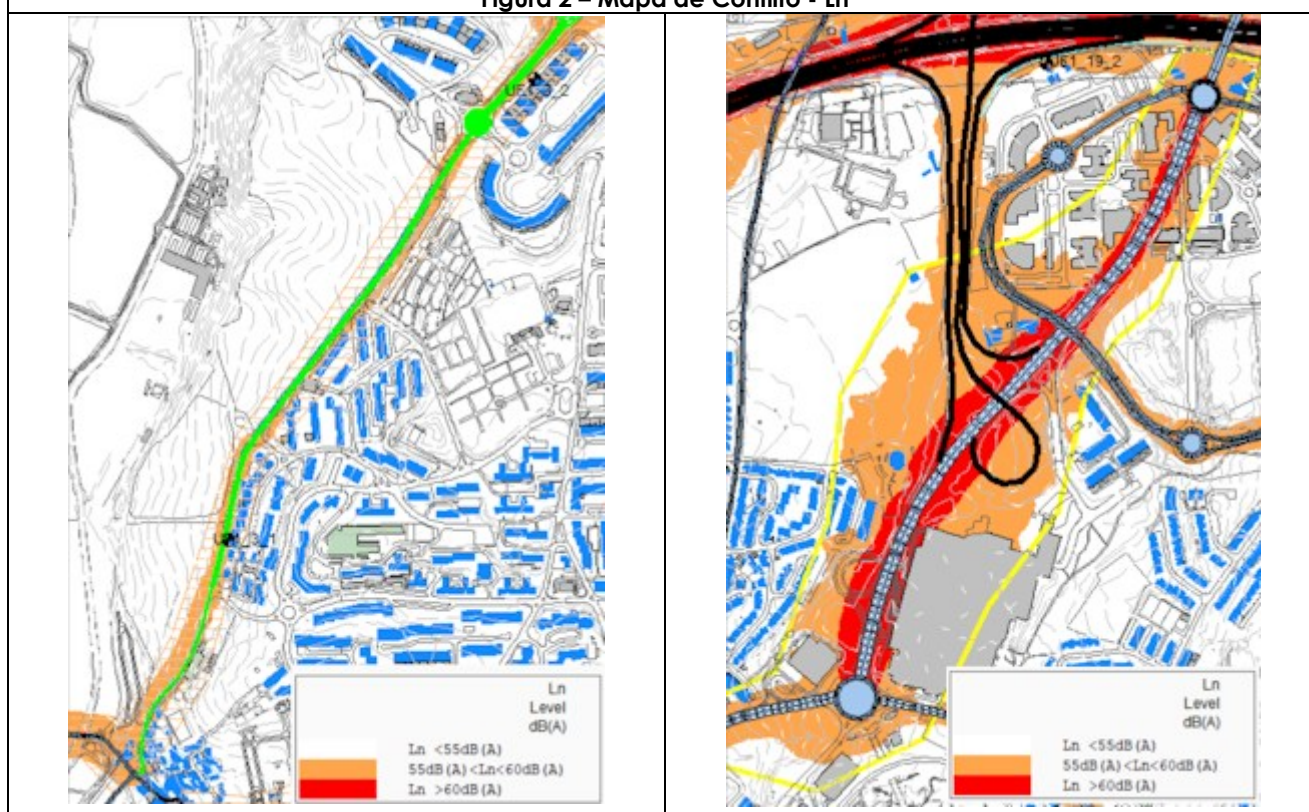 Figura 2 – Mapa de Conflito - Ln
Ln
Level
dB(A)
Ln <55dB(A)
55dB(A)<Ln<60dB(A)
Ln >60dB(A)
UE1_19_2
Ln
Level
dB(A)
Ln <55dB(A)
55dB(A)<Ln<60dB(A)
Ln >60dB(A)